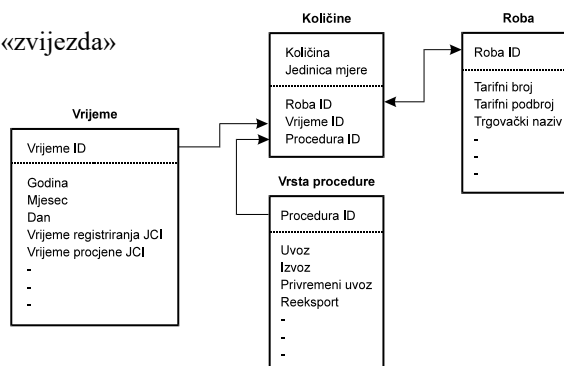 «zvijezda»
Količine
Količina
Jedinica mjere
Roba ID
Vrijeme ID
Procedura ID
Roba
Roba ID
Tarifni broj
Tarifni podbroj
Trgovački naziv
-
-
-
Vrijeme
Vrijeme ID
Godina
Mjesec
Dan
Vrijeme registriranja JCI
Vrijeme procjene JCI
-
-
-
Vrsta procedure
Procedura ID
Uvoz
Izvoz
Privremeni uvoz
Reeksport
-
-
-